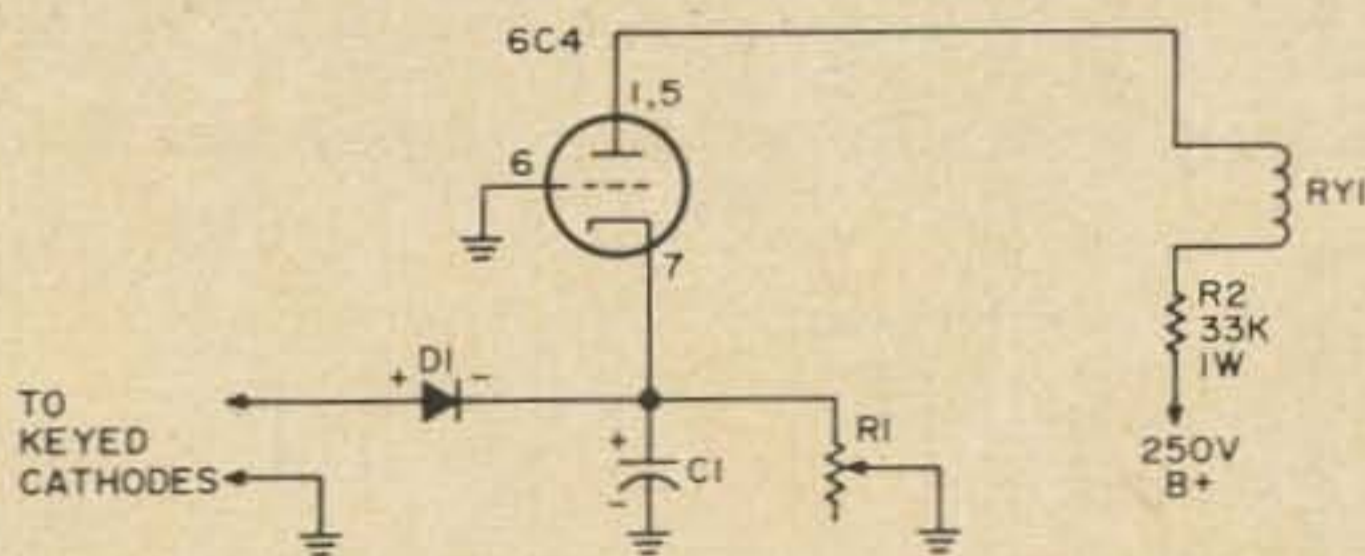 6C4
1,5
6
7
RY1
R2
33K
1W
250V
B+
+ D1 -
TO
KEYED
CATHODES
+
C1
-
R1